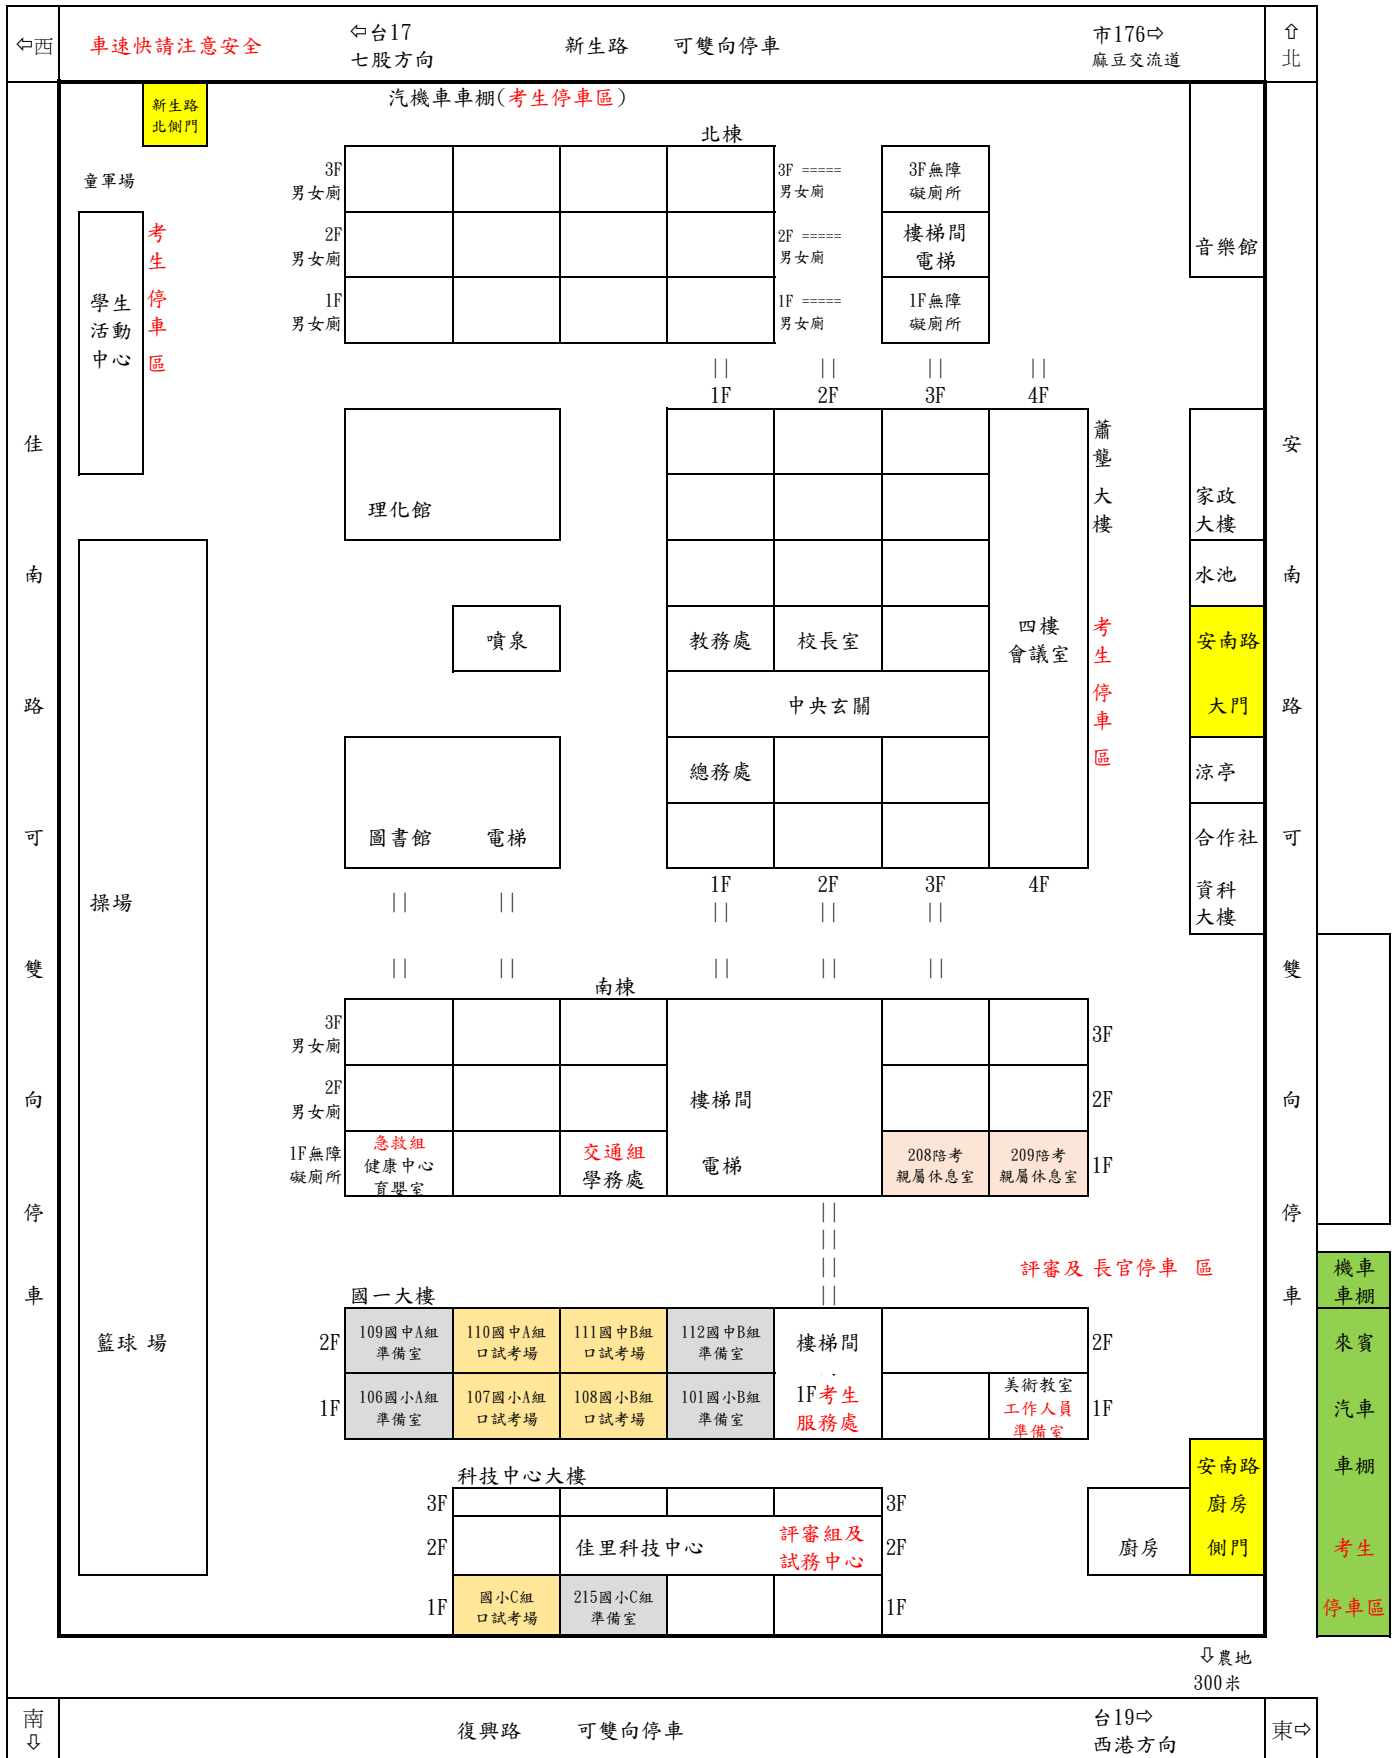 ⇦西
車速快請注意安全
⇦台17
七股方向
新生路 可雙向停車
市176⇨
麻豆交流道
⇧
北
新生路
北側門
汽機車車棚(考生停車區)
北棟
童軍場
3F
男女廁
3F =====
男女廁
3F無障
礙廁所
2F
男女廁
2F =====
男女廁
樓梯間
電梯
1F
男女廁
1F =====
男女廁
1F無障
礙廁所
音樂館
學生
活動
中心
考
生
停
車
區
|| || || ||
1F 2F 3F 4F
理化館
蕭
壟
大
樓
家政
大樓
水池
噴泉
教務處
校長室
四樓
會議室
考
生
停
車
區
安南路
大門
中央玄關
總務處
涼亭
圖書館 電梯
合作社
資科
大樓
1F 2F 3F 4F
|| || || || ||
|| || || || ||
操場
南棟
3F
男女廁
3F
2F
男女廁
樓梯間
2F
1F無障
礙廁所
急救組
健康中心
育嬰室
交通組
學務處
電梯
208陪考
親屬休息室
209陪考
親屬休息室
1F
||
||
||
||
評審及 長官停車 區
國一大樓
籃球 場
2F
109國中A組
準備室
110國中A組
口試考場
111國中B組
口試考場
112國中B組
準備室
樓梯間
2F
1F
106國小A組
準備室
107國小A組
口試考場
108國小B組
口試考場
101國小B組
準備室
1F考生
服務處
美術教室
工作人員
準備室
1F
科技中心大樓
3F
3F
2F
佳里科技中心
評審組及
試務中心
2F
1F
國小C組
口試考場
215國小C組
準備室
1F
廚房
安南路
廚房
側門
機車
車棚
來賓
汽車
車棚
考生
停車區
佳
南
路
可
雙
向
停
車
安
南
路
可
雙
向
停
車
⇩農地
300米
南
⇩
復興路 可雙向停車
台19⇨
西港方向
東⇨